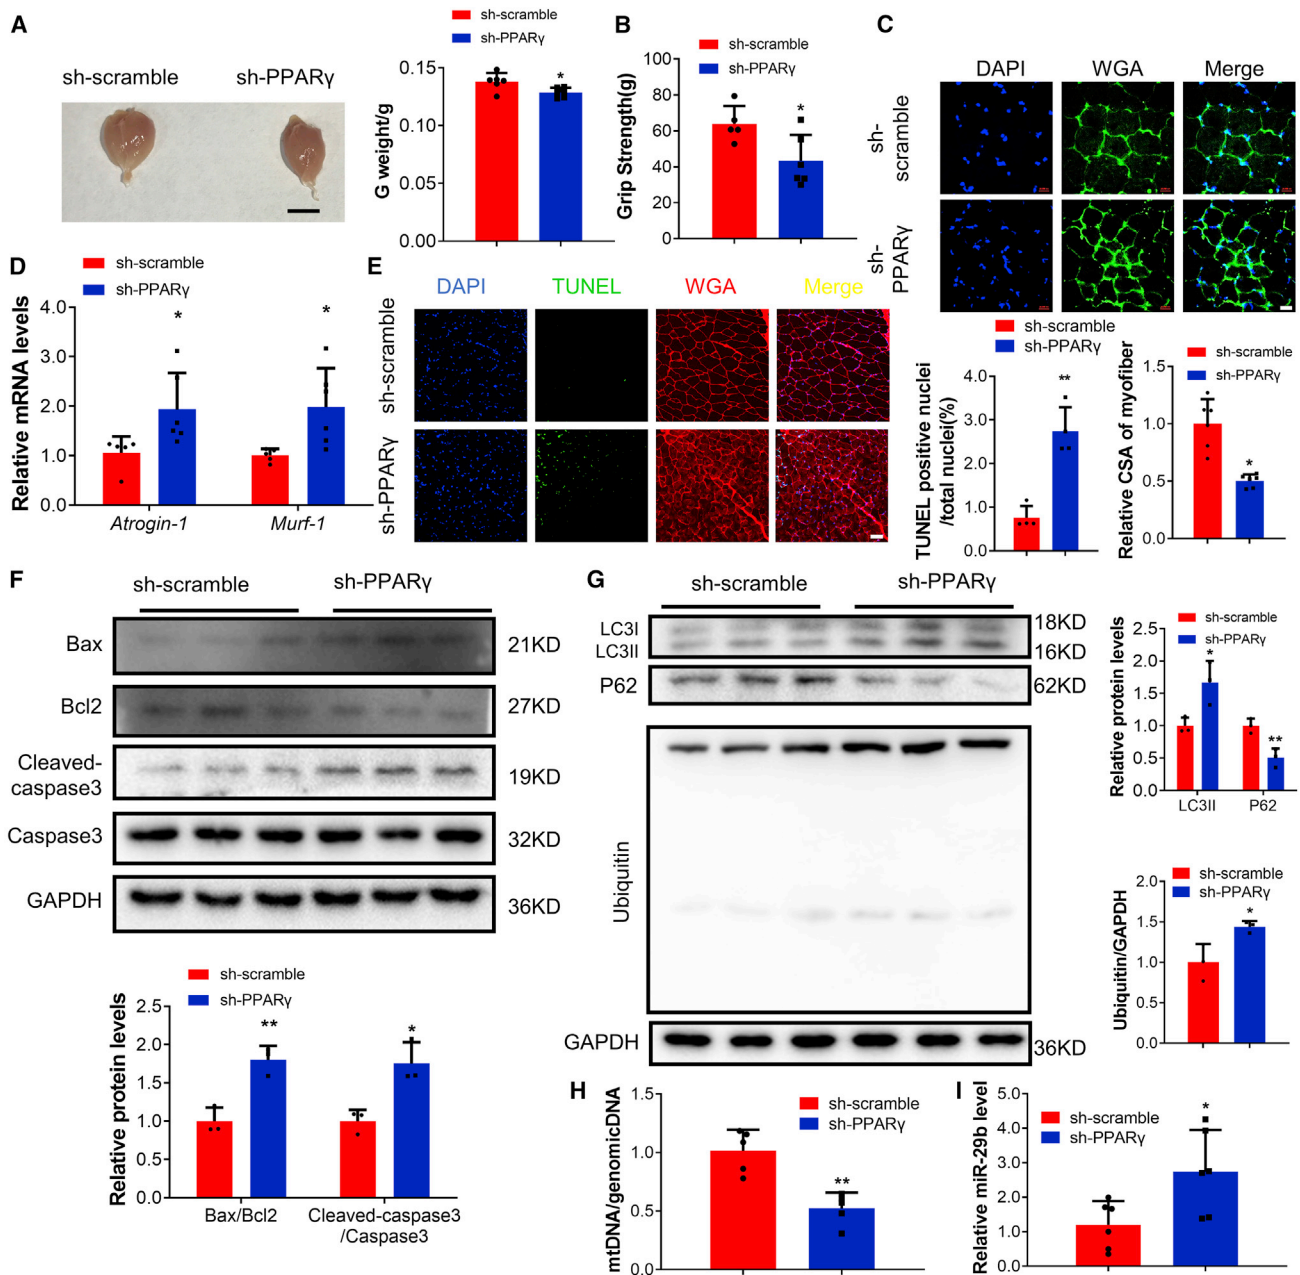 A
sh-scramble
sh-PPARγ
sh-scramble
sh-PPARγ
G weight/g
0.15
0.10
0.05
0.00
*
B
sh-scramble
sh-PPARγ
Grip Strength(g)
100
80
60
40
20
0
*
C
DAPI
WGA
Merge
sh-
scramble
sh-
PPARγ
sh-scramble
sh-PPARγ
Relative CSA of myofiber
1.5
1.0
0.5
0.0
*
D
sh-scramble
sh-PPARγ
Relative mRNA levels
4.0
3.0
2.0
1.0
0.0
*
*
Atrogin-1
Murf-1
E
DAPI
TUNEL
WGA
Merge
sh-scramble
sh-PPARγ
sh-scramble
sh-PPARγ
TUNEL positive nuclei
/total nuclei(%)
4.0
3.0
2.0
1.0
0.0
**
F
sh-scramble
sh-PPARγ
Bax
21KD
Bcl2
27KD
Cleaved-
caspase3
19KD
Caspase3
32KD
GAPDH
36KD
sh-scramble
sh-PPARγ
Relative protein levels
2.5
2.0
1.5
1.0
0.5
0.0
**
*
Bax/Bcl2
Cleaved-caspase3
/Caspase3
G
sh-scramble
sh-PPARγ
LC3I
LC3II
18KD
16KD
P62
62KD
Ubiquitin
GAPDH
36KD
sh-scramble
sh-PPARγ
Relative protein levels
2.5
2.0
1.5
1.0
0.5
0.0
*
**
LC3II
P62
sh-scramble
sh-PPARγ
Ubiquitin/GAPDH
2.0
1.5
1.0
0.5
0.0
*
H
sh-scramble
sh-PPARγ
mtDNA/genomicDNA
1.5
1.0
0.5
0.0
**
I
sh-scramble
sh-PPARγ
Relative miR-29b level
5.0
4.0
3.0
2.0
1.0
0.0
*